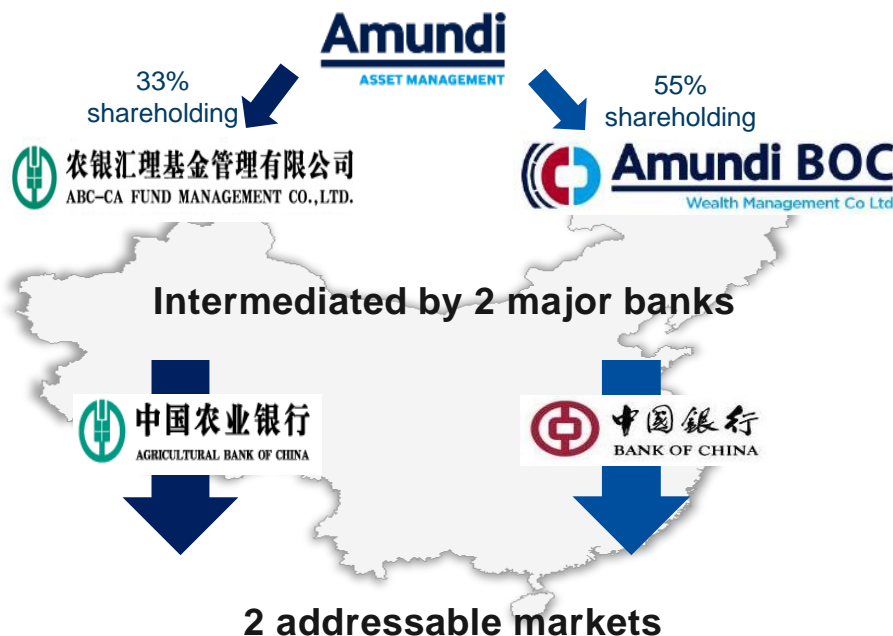 Amundi
ASSET MANAGEMENT
33%
shareholding
55%
shareholding
农银汇理基金管理有限公司
ABC-CA FUND MANAGEMENT CO.,LTD.
Amundi BOC
Wealth Management Co Ltd
Intermediated by 2 major banks
中国农业银行
AGRICULTURAL BANK OF CHINA
中國銀行
BANK OF CHINA
2 addressable markets